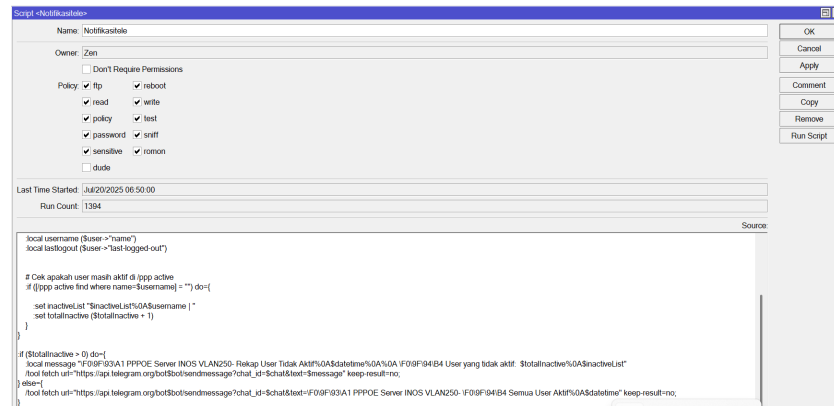 Script <Notifikasitele>
Name: Notifikasitele
OK
Owner: Zen
Cancel
Don't Require Permissions
Apply
Policy: ftp reboot
Comment
read write
Copy
policy test
Remove
password sniff
Run Script
sensitive romon
dude
Last Time Started: Jul/20/2025 06:50:00
Run Count: 1394
Source:
:local username ($user->"name")
:local lastlogout ($user->"last-logged-out")
# Cek apakah user masih aktif di /ppp active
:if ([/ppp active find where name=$username] = "") do={
:set inactiveList "$inactiveList%0A$username | "
:set totalInactive ($totalInactive + 1)
}
}
:if ($totalInactive > 0) do={
:local message "\F0\9F\93\A1 PPPOE Server INOS VLAN250- Rekap User Tidak Aktif%0A$datetime%0A%0A \F0\9F\94\B4 User yang tidak aktif: $totalInactive%0A$inactiveList"
/tool fetch url="https://api.telegram.org/bot$bot/sendmessage?chat_id=$chat&text=$message" keep-result=no;
} else={
/tool fetch url="https://api.telegram.org/bot$bot/sendmessage?chat_id=$chat&text=\F0\9F\93\A1 PPPOE Server INOS VLAN250- \F0\9F\94\B4 Semua User Aktif%0A$datetime" keep-result=no;
}